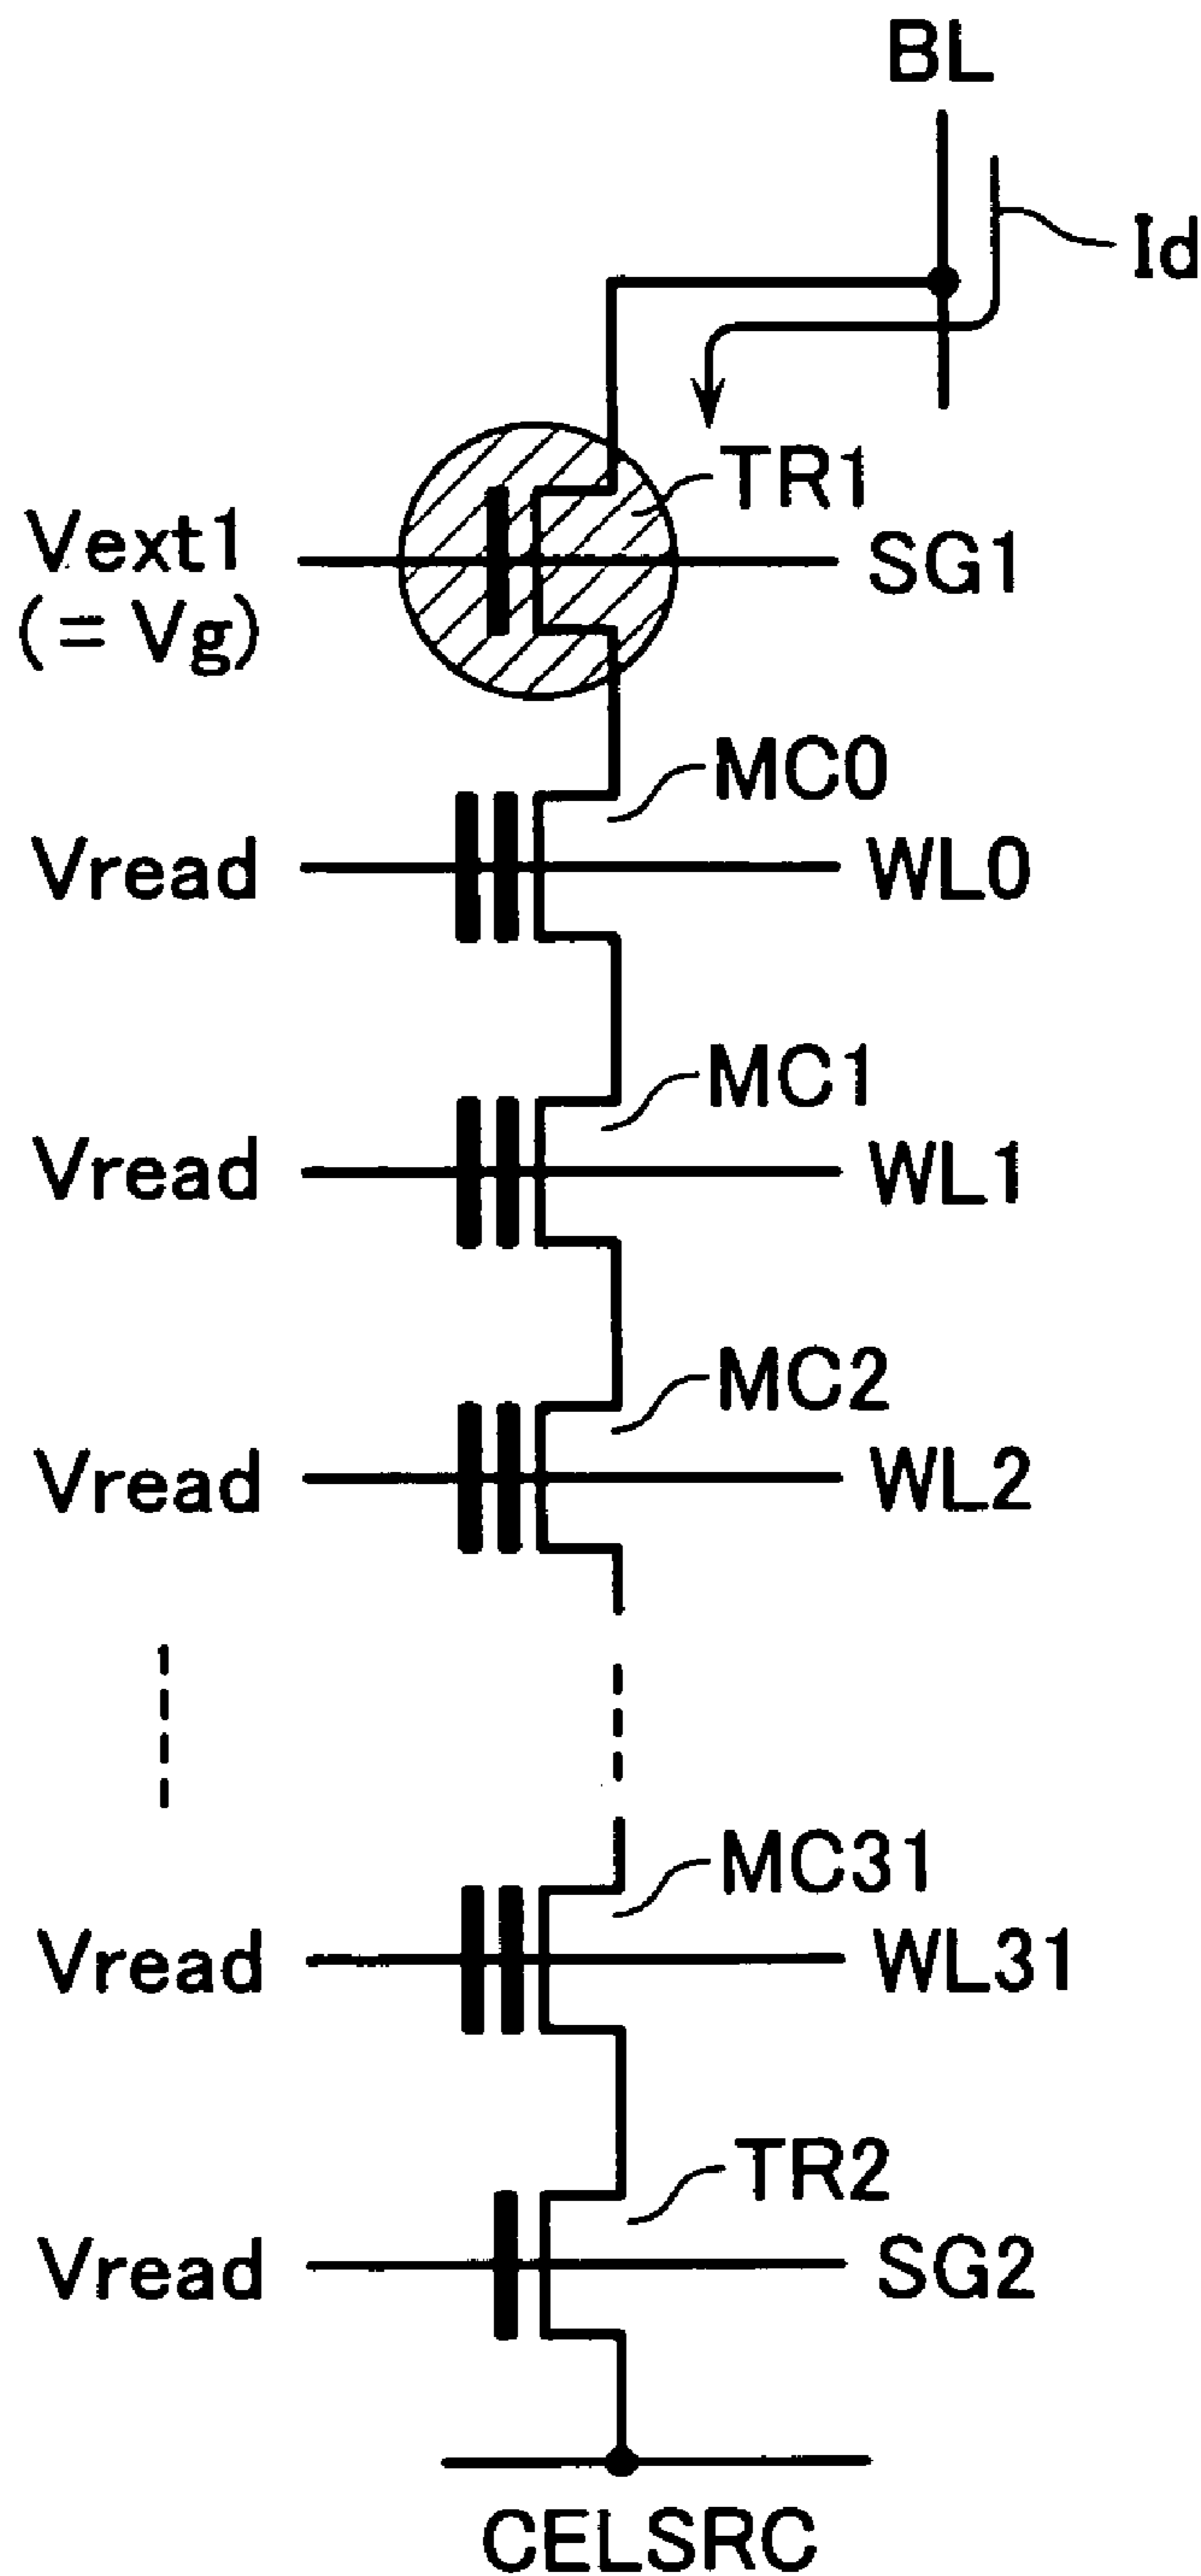 BL
Id
TR1
Vext1
(= Vg)
SG1
MC0
Vread
WL0
MC1
Vread
WL1
MC2
Vread
WL2
MC31
Vread
WL31
TR2
Vread
SG2
CELSRC